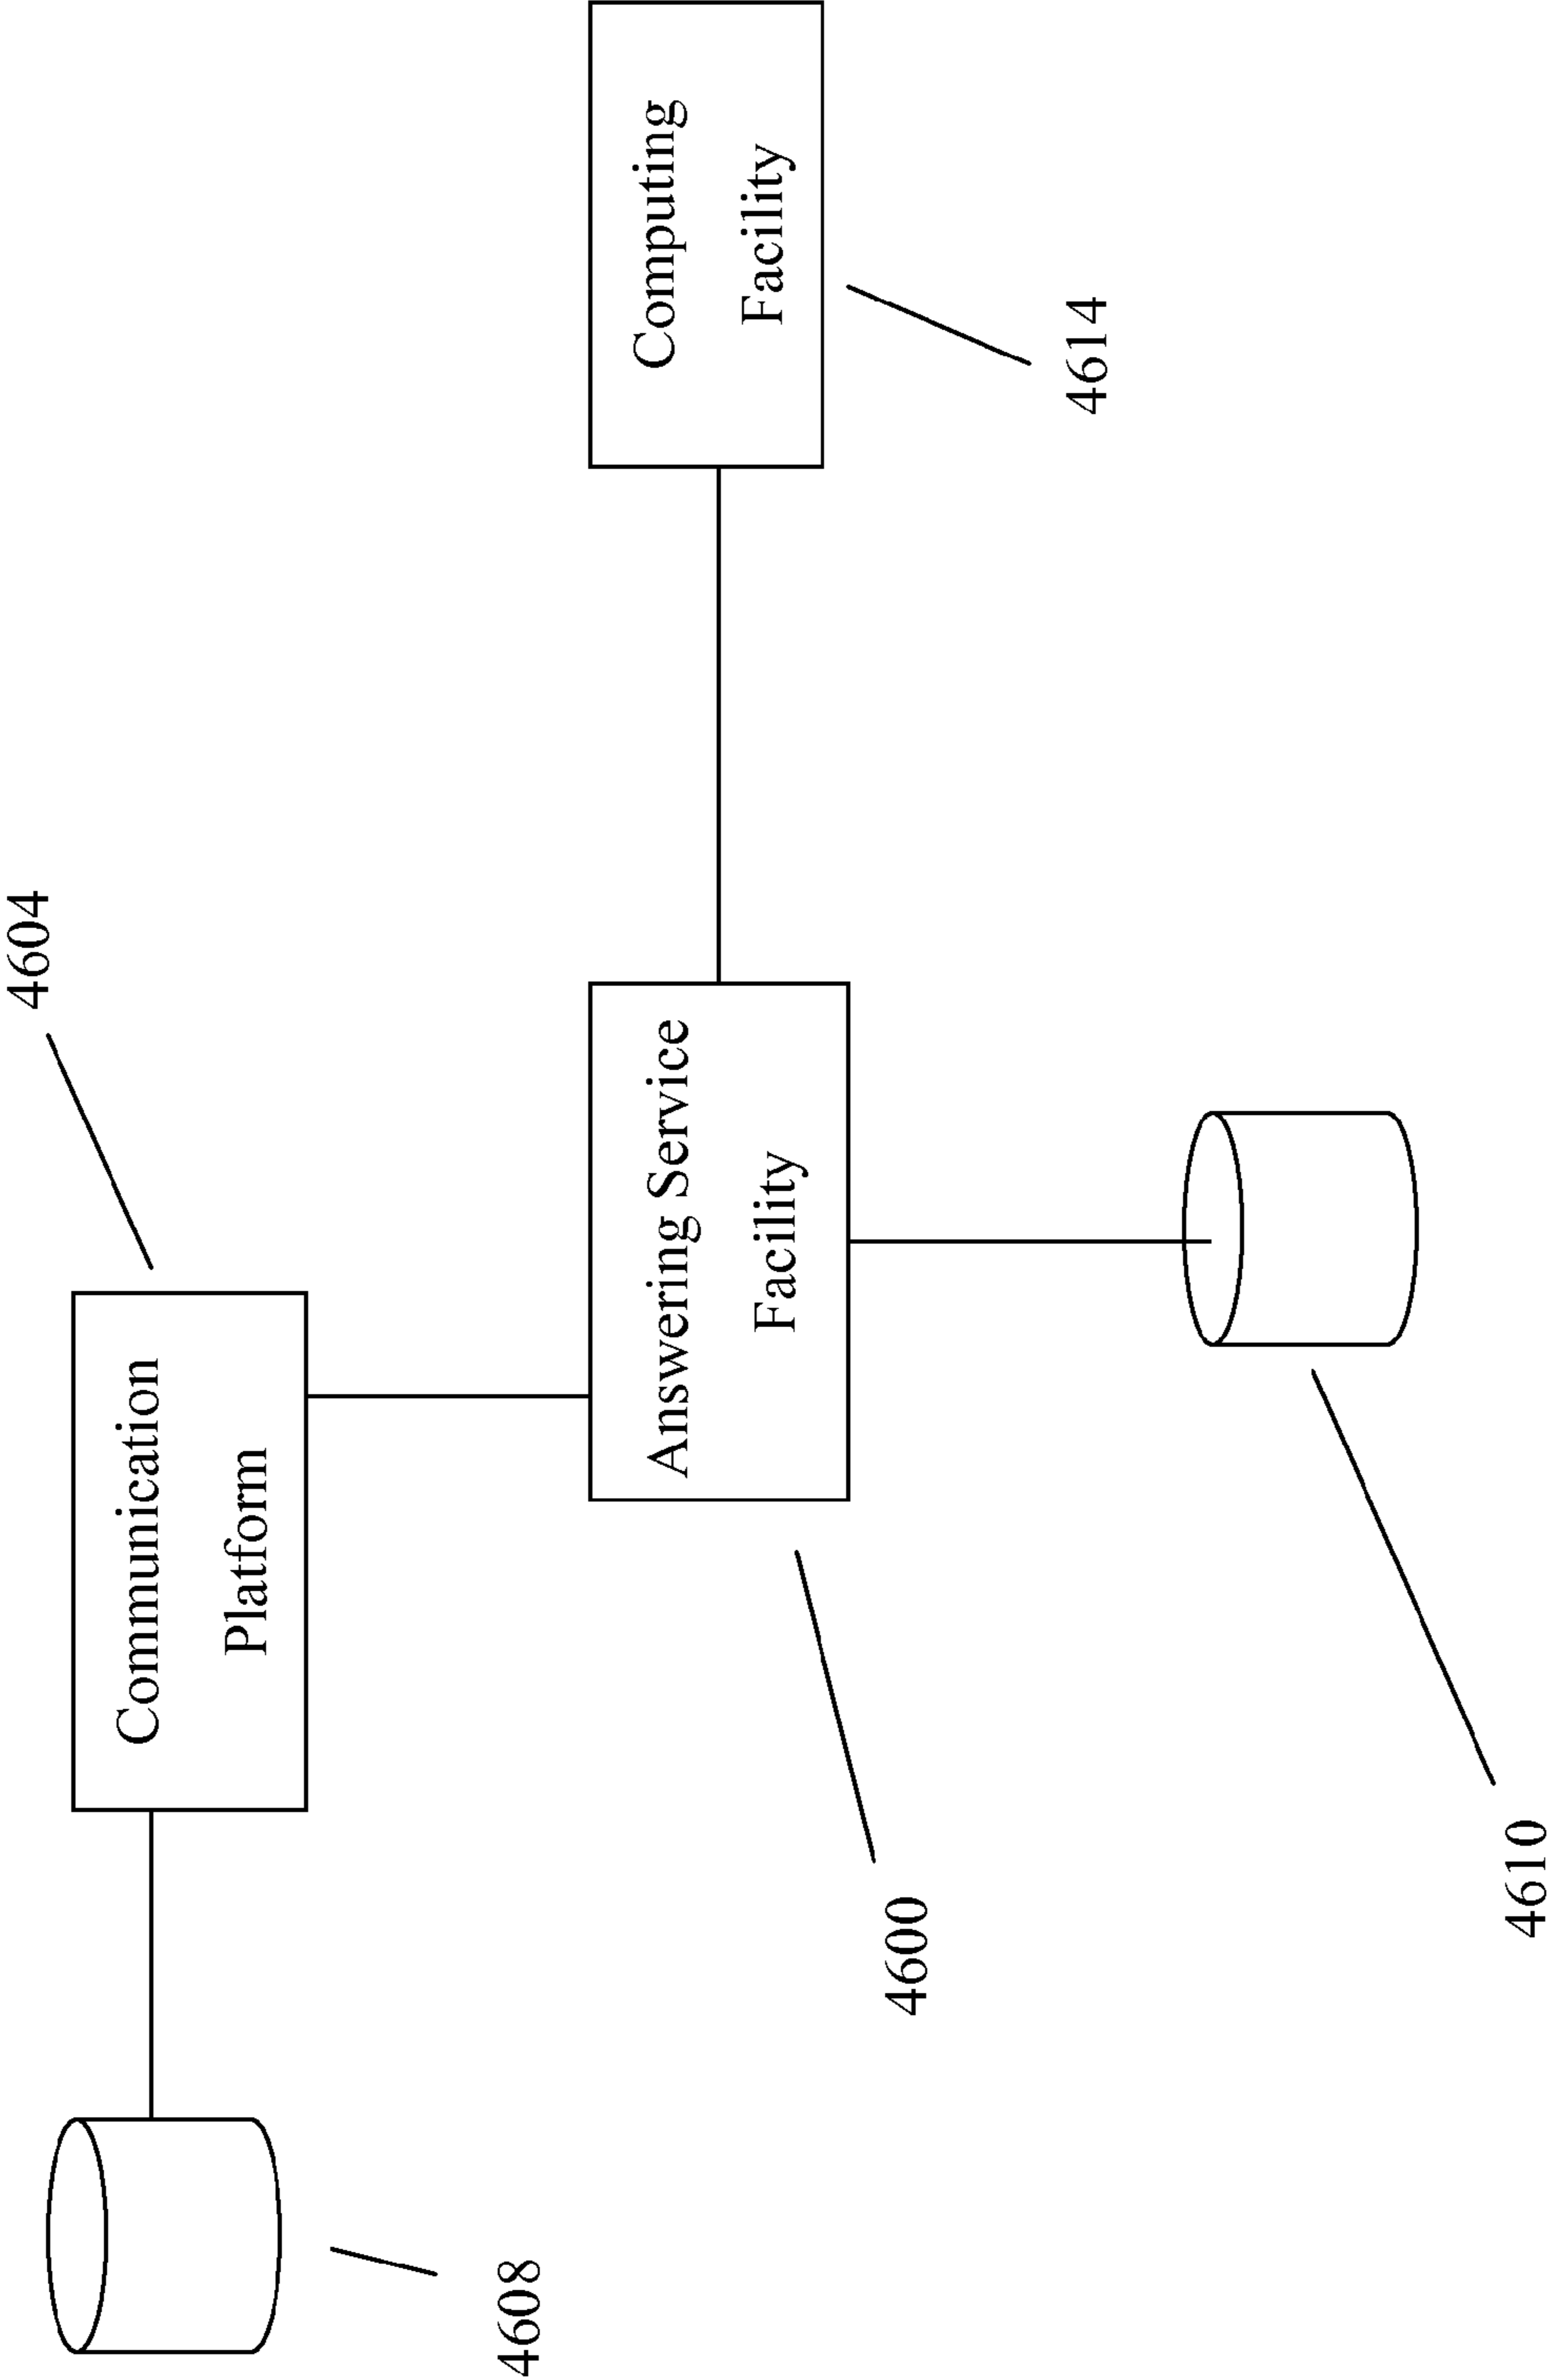 4604
Communication
Platform
4608
Answering Service
Facility
4600
Computing
Facility
4614
4610